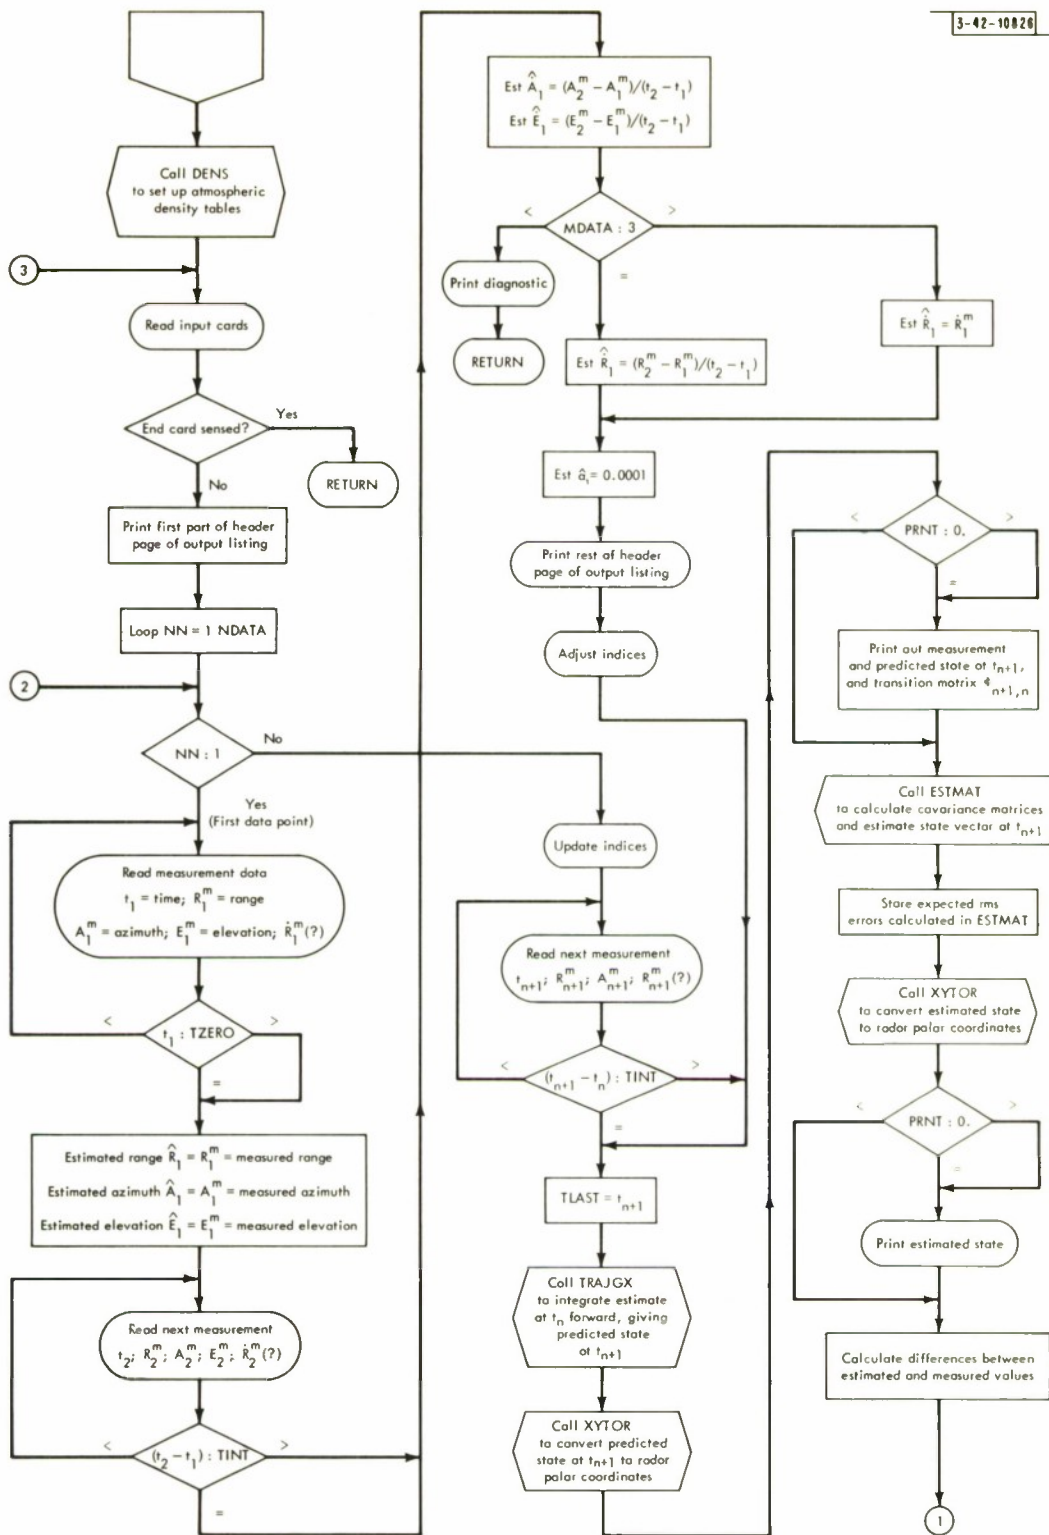 3-42-10826
Call DENS
to set up atmospheric
density tables
3
Read input cards
End card sensed?
Yes
RETURN
No
Print first part of header
page of output listing
Loop NN = 1 NDATA
2
NN : 1
No
Yes
(First data point)
Read measurement data
t₁ = time; R₁ᵐ = range
A₁ᵐ = azimuth; E₁ᵐ = elevation; Ṙ₁ᵐ(?)
<
t₁ : TZERO
>
=
Estimated range R̂₁ = R₁ᵐ = measured range
Estimated azimuth Â₁ = A₁ᵐ = measured azimuth
Estimated elevation Ê₁ = E₁ᵐ = measured elevation
Read next measurement
t₂; R₂ᵐ; A₂ᵐ; E₂ᵐ; Ṙ₂ᵐ(?)
<
(t₂ − t₁) : TINT
>
=
Est Â̇₁ = (A₂ᵐ − A₁ᵐ)/(t₂ − t₁)
Est Ê̇₁ = (E₂ᵐ − E₁ᵐ)/(t₂ − t₁)
<
MDATA : 3
>
Print diagnostic
RETURN
=
Est Ṙ̂₁ = (R₂ᵐ − R₁ᵐ)/(t₂ − t₁)
Est Ṙ̂₁ = Ṙ₁ᵐ
Est α̂₁ = 0.0001
Print rest of header
page of output listing
Adjust indices
Update indices
Read next measurement
tₙ₊₁; Rₙ₊₁ᵐ; Aₙ₊₁ᵐ; Rₙ₊₁ᵐ(?)
<
(tₙ₊₁ − tₙ) : TINT
>
=
TLAST = tₙ₊₁
Call TRAJGX
to integrate estimate
at tₙ forward, giving
predicted state
at tₙ₊₁
Call XYTOR
to convert predicted
state at tₙ₊₁ to radar
polar coordinates
<
PRNT : 0.
>
=
Print out measurement
and predicted state at tₙ₊₁,
and transition matrix ¢ₙ₊₁,ₙ
Call ESTMAT
to calculate covariance matrices
and estimate state vector at tₙ₊₁
Store expected rms
errors calculated in ESTMAT
Call XYTOR
to convert estimated state
to radar polar coordinates
<
PRNT : 0.
>
=
Print estimated state
Calculate differences between
estimated and measured values
1